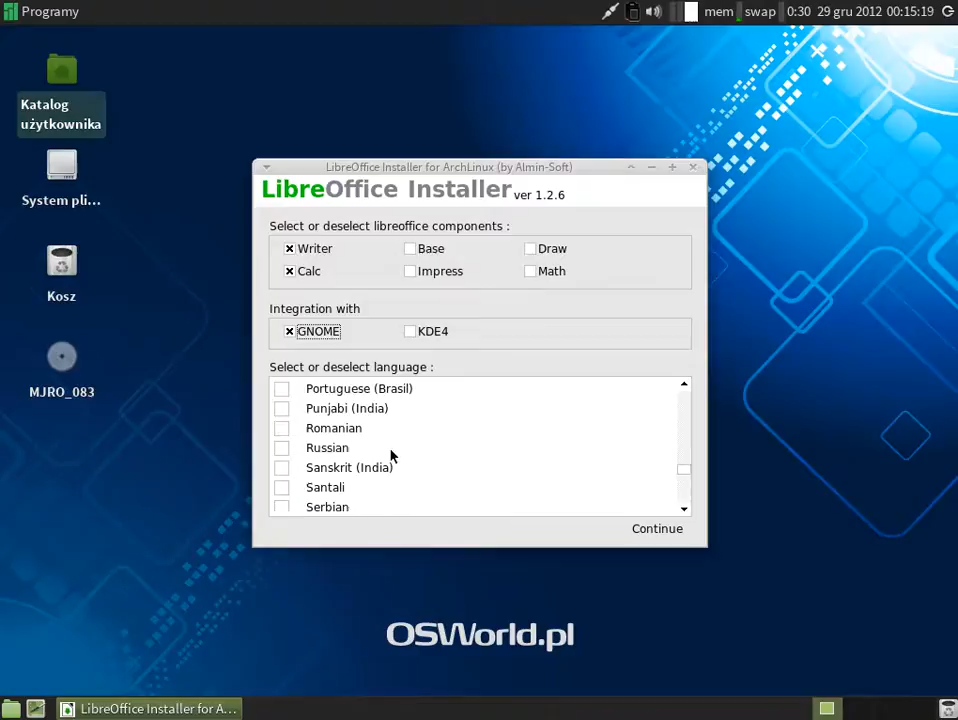 Programy
mem swap 0:30 29 gru 2012 00:15:19
Katalog
użytkownika
System pli...
Kosz
MJRO_083
LibreOffice Installer for ArchLinux (by Almin-Soft)
LibreOffice Installer ver 1.2.6
Select or deselect libreoffice components :
Writer Base Draw
Calc Impress Math
Integration with
GNOME KDE4
Select or deselect language :
Portuguese (Brasil)
Punjabi (India)
Romanian
Russian
Sanskrit (India)
Santali
Serbian
Continue
OSWorld.pl
LibreOffice Installer for A...